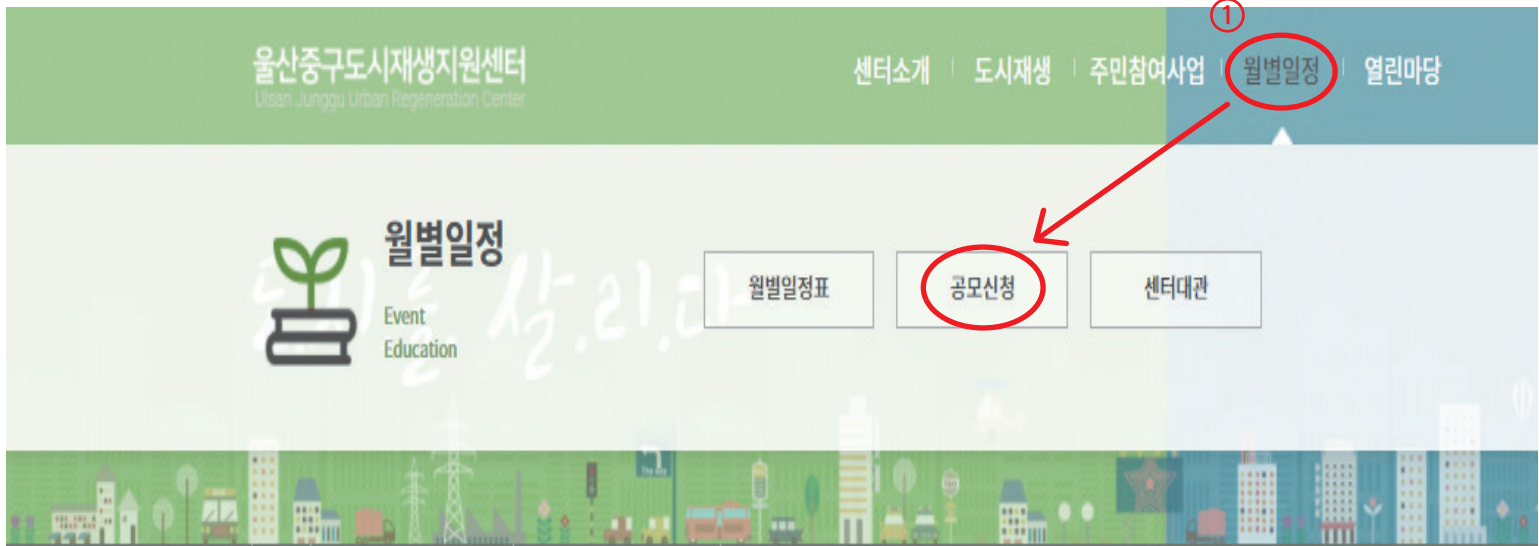 ①
울산중구도시재생지원센터
Ulsan Junggu Urban Regeneration Center
센터소개 도시재생 주민참여사업 월별일정 열린마당
월별일정
Event
Education
살.리.다
월별일정표 공모신청 센터대관